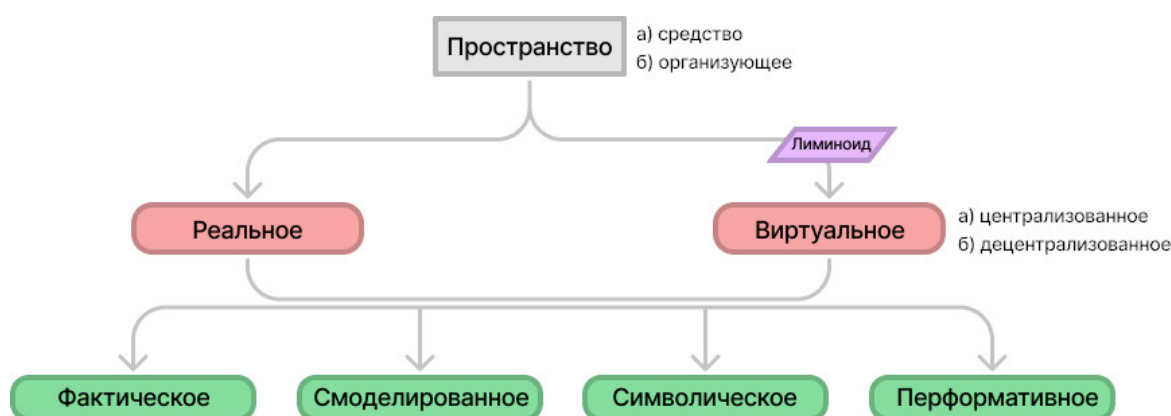 Пространство
а) средство
б) организующее
Лиминоид
Реальное
Виртуальное
а) централизованное
б) децентрализованное
Фактическое
Смоделированное
Символическое
Перформативное